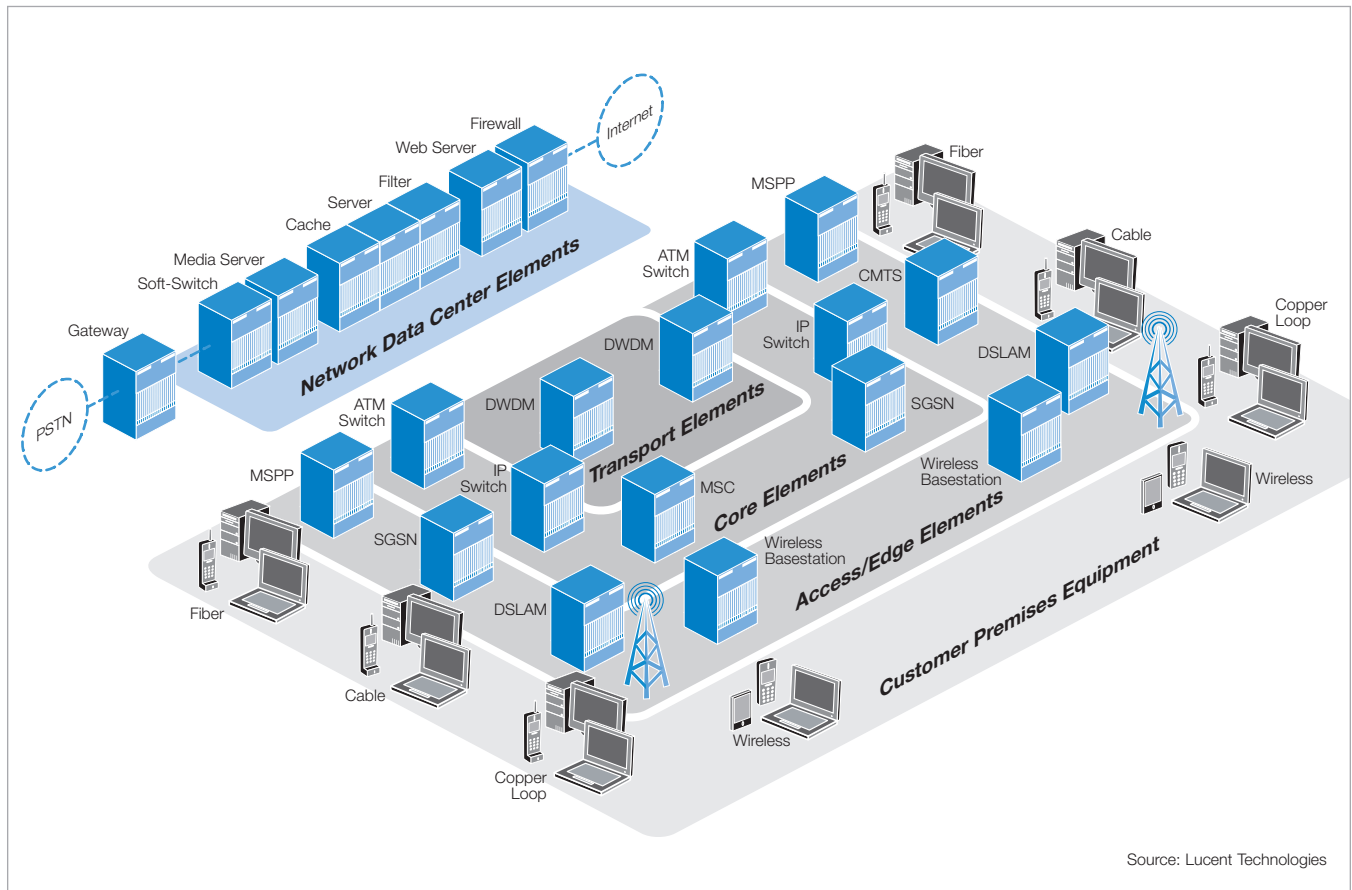 Internet
Firewall
Web Server
Filter
Server
Cache
Media Server
Soft-Switch
Gateway
PSTN
Network Data Center Elements
Fiber
MSPP
Cable
ATM
Switch
CMTS
Copper
Loop
IP
Switch
DWDM
DSLAM
SGSN
DWDM
ATM
Switch
Transport Elements
IP
Switch
MSPP
MSC
Core Elements
Wireless
Basestation
Wireless
SGSN
Wireless
Basestation
Access/Edge Elements
DSLAM
Fiber
Customer Premises Equipment
Cable
Wireless
Copper
Loop
Source: Lucent Technologies